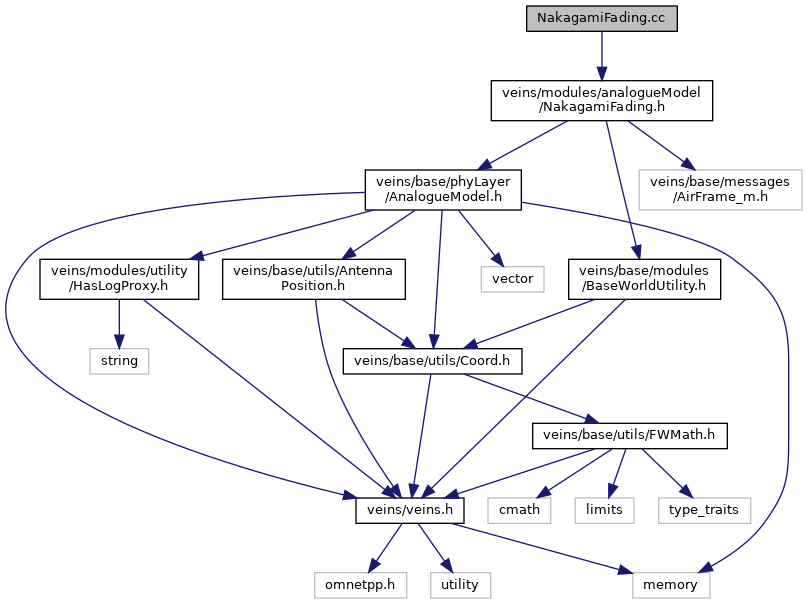 NakagamiFading.cc
veins/modules/analogueModel
/NakagamiFading.h
veins/base/phyLayer
/AnalogueModel.h
veins/base/messages
/AirFrame_m.h
veins/modules/utility
/HasLogProxy.h
veins/base/utils/Antenna
Position.h
vector
veins/base/modules
/BaseWorldUtility.h
string
veins/base/utils/Coord.h
veins/base/utils/FWMath.h
veins/veins.h
cmath
limits
type_traits
omnetpp.h
utility
memory